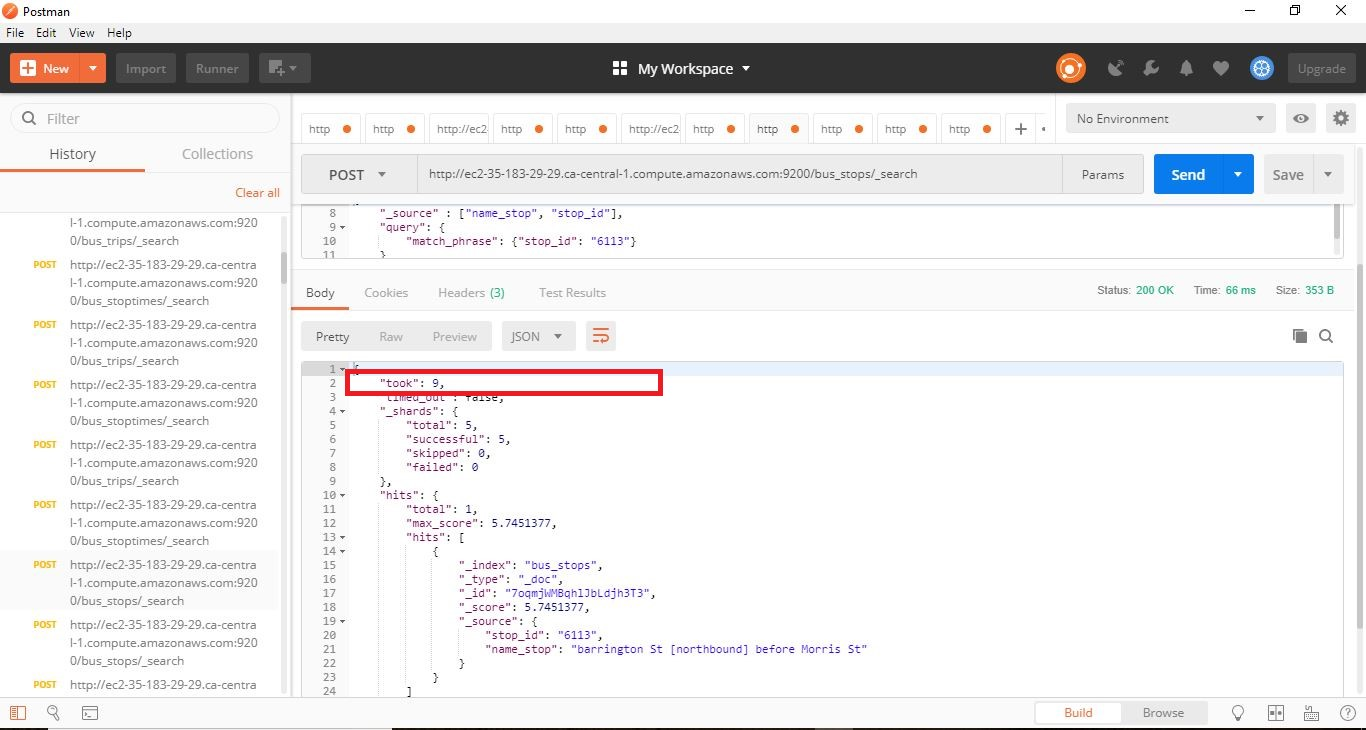 Postman
File Edit View Help
New
Import
Runner
My Workspace
Upgrade
Filter
History
Collections
Clear all
l-1.compute.amazonaws.com:920
0/bus_trips/_search
POST http://ec2-35-183-29-29.ca-centra
l-1.compute.amazonaws.com:920
0/bus_stoptimes/_search
POST http://ec2-35-183-29-29.ca-centra
l-1.compute.amazonaws.com:920
0/bus_trips/_search
POST http://ec2-35-183-29-29.ca-centra
l-1.compute.amazonaws.com:920
0/bus_stoptimes/_search
POST http://ec2-35-183-29-29.ca-centra
l-1.compute.amazonaws.com:920
0/bus_trips/_search
POST http://ec2-35-183-29-29.ca-centra
l-1.compute.amazonaws.com:920
0/bus_stoptimes/_search
POST http://ec2-35-183-29-29.ca-centra
l-1.compute.amazonaws.com:920
0/bus_stops/_search
POST http://ec2-35-183-29-29.ca-centra
l-1.compute.amazonaws.com:920
0/bus_stops/_search
POST http://ec2-35-183-29-29.ca-centra
http http http://ec2 http http http://ec2 http http http http http
No Environment
POST http://ec2-35-183-29-29.ca-central-1.compute.amazonaws.com:9200/bus_stops/_search Params Send Save
8 "_source" : ["name_stop", "stop_id"],
9 "query": {
10 "match_phrase": {"stop_id": "6113"}
11 }
Body Cookies Headers (3) Test Results
Status: 200 OK Time: 66 ms Size: 353 B
Pretty Raw Preview JSON
1 {
2 "took": 9,
3 "timed_out": false,
4 "_shards": {
5 "total": 5,
6 "successful": 5,
7 "skipped": 0,
8 "failed": 0
9 },
10 "hits": {
11 "total": 1,
12 "max_score": 5.7451377,
13 "hits": [
14 {
15 "_index": "bus_stops",
16 "_type": "_doc",
17 "_id": "7oqmjWMBqhlJbLdjh3T3",
18 "_score": 5.7451377,
19 "_source": {
20 "stop_id": "6113",
21 "name_stop": "barrington St [northbound] before Morris St"
22 }
23 }
24 ]
Build Browse